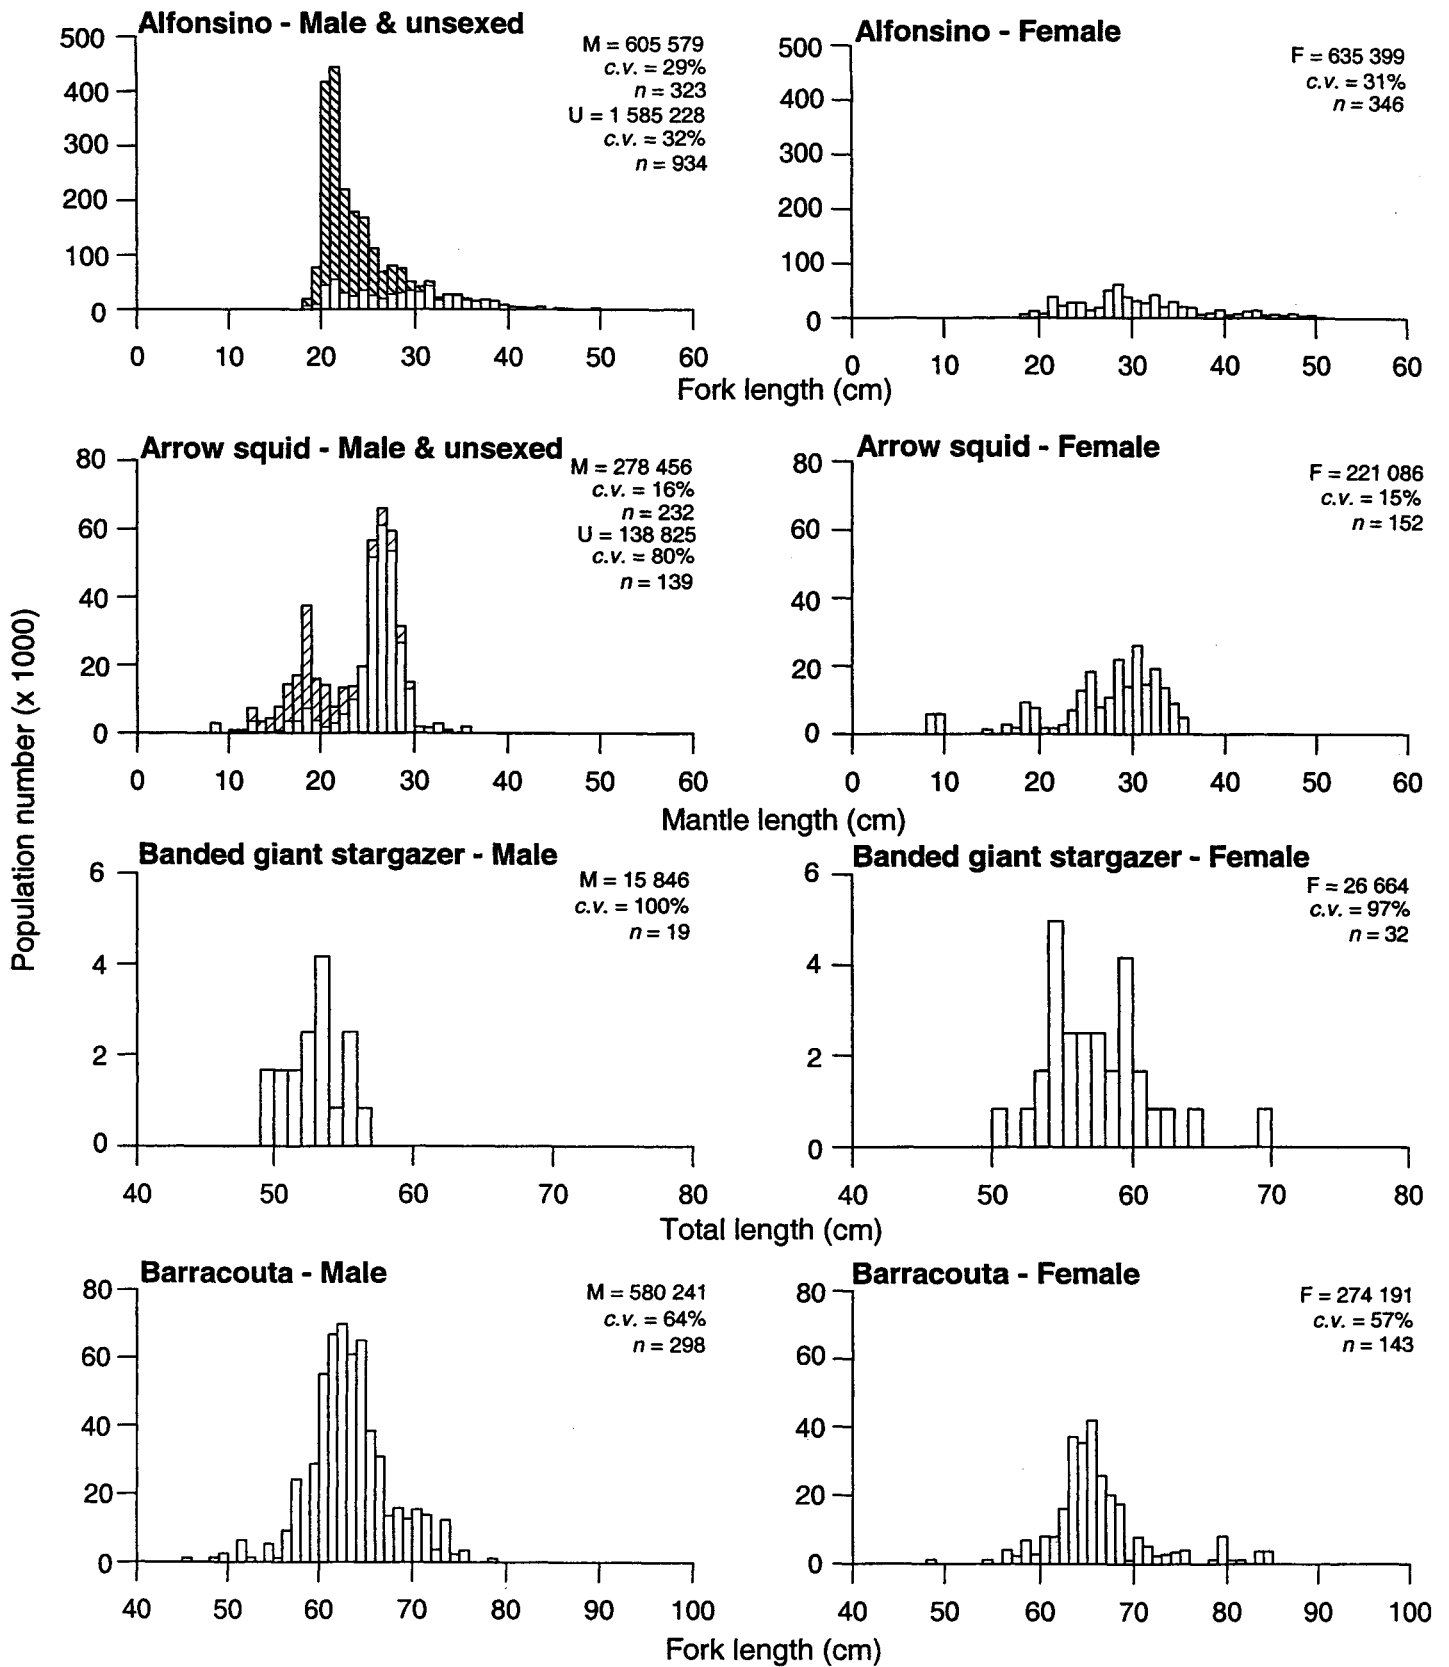 Population number (x 1000)
Alfonsino - Male & unsexed
M = 605 579
c.v. = 29%
n = 323
U = 1 585 228
c.v. = 32%
n = 934
500
400
300
200
100
0
0 10 20 30 40 50 60
Alfonsino - Female
F = 635 399
c.v. = 31%
n = 346
500
400
300
200
100
0
0 10 20 30 40 50 60
Fork length (cm)
Arrow squid - Male & unsexed
M = 278 456
c.v. = 16%
n = 232
U = 138 825
c.v. = 80%
n = 139
80
60
40
20
0
0 10 20 30 40 50 60
Arrow squid - Female
F = 221 086
c.v. = 15%
n = 152
80
60
40
20
0
0 10 20 30 40 50 60
Mantle length (cm)
Banded giant stargazer - Male
M = 15 846
c.v. = 100%
n = 19
6
4
2
0
40 50 60 70 80
Banded giant stargazer - Female
F = 26 664
c.v. = 97%
n = 32
6
4
2
0
40 50 60 70 80
Total length (cm)
Barracouta - Male
M = 580 241
c.v. = 64%
n = 298
80
60
40
20
0
40 50 60 70 80 90 100
Barracouta - Female
F = 274 191
c.v. = 57%
n = 143
80
60
40
20
0
40 50 60 70 80 90 100
Fork length (cm)